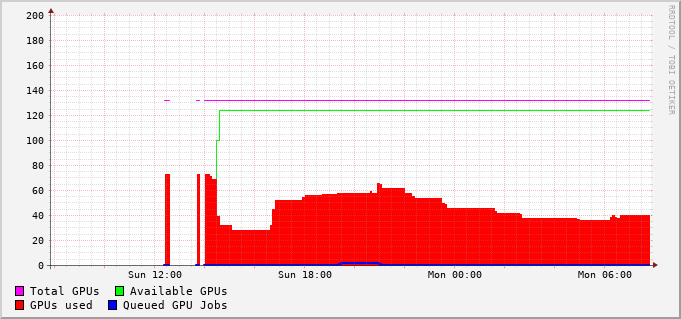 200
180
160
140
120
100
80
60
40
20
0
Sun 12:00 Sun 18:00 Mon 00:00 Mon 06:00
Total GPUs Available GPUs
GPUs used Queued GPU Jobs
RRDTOOL / TOBI OETIKER